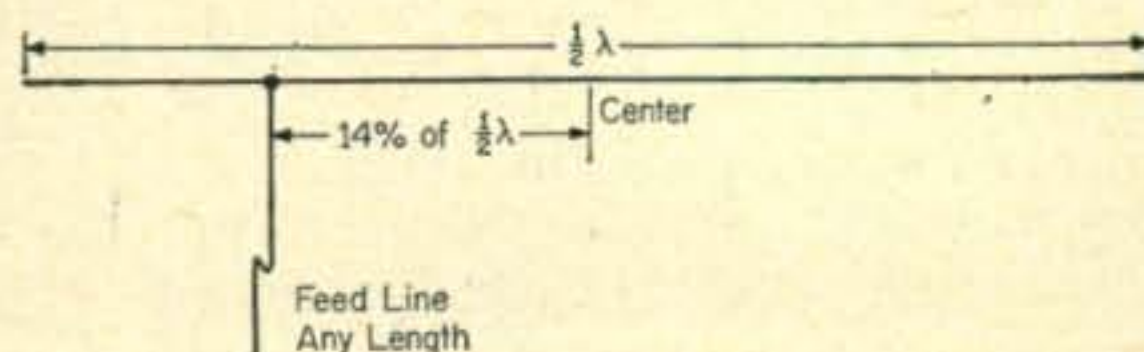 ½ λ
Center
14% of ½λ
Feed Line
Any Length